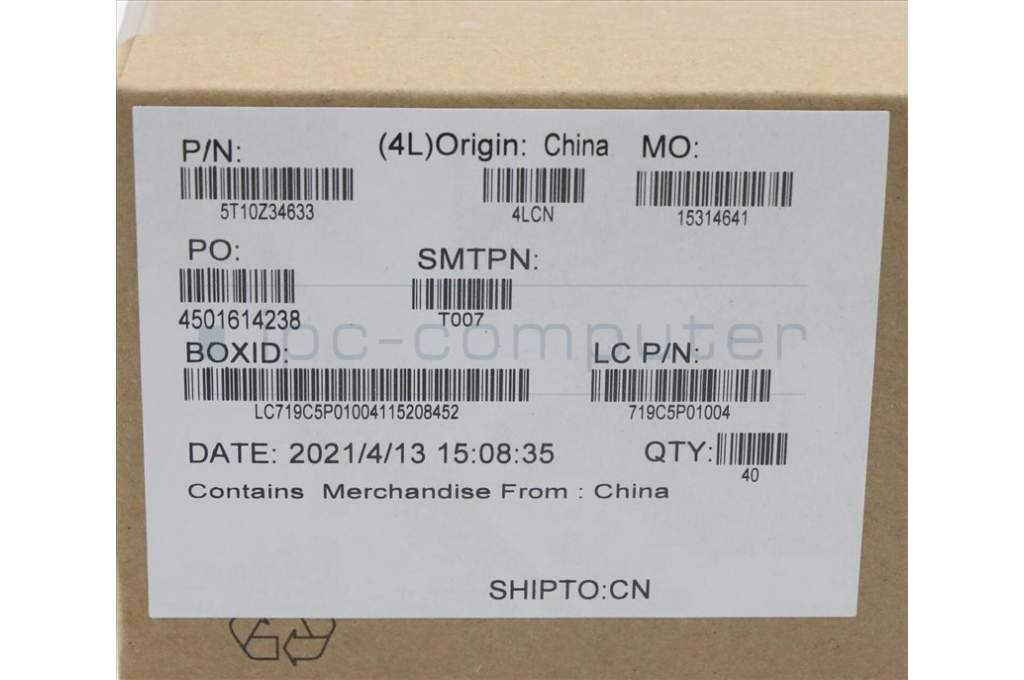 P/N: (4L)Origin: China MO:
5T10Z34633 4LCN 15314641
PO: SMTPN:
4501614238 T007
ipc-computer
BOXID: LC P/N:
LC719C5P01004115208452 719C5P01004
DATE: 2021/4/13 15:08:35 QTY:
40
Contains Merchandise From : China
SHIPTO:CN